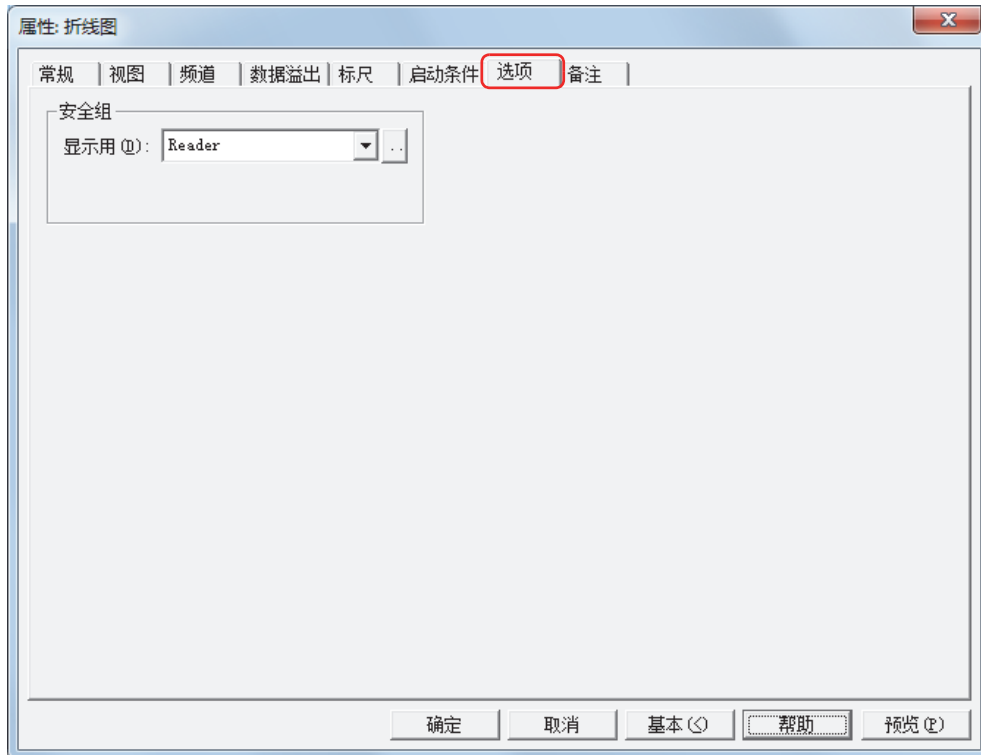 属性: 折线图
常规 视图 频道 数据溢出 标尺 启动条件 选项 备注
安全组
显示用(D): Reader ..
确定 取消 基本(<) 帮助 预览(P)